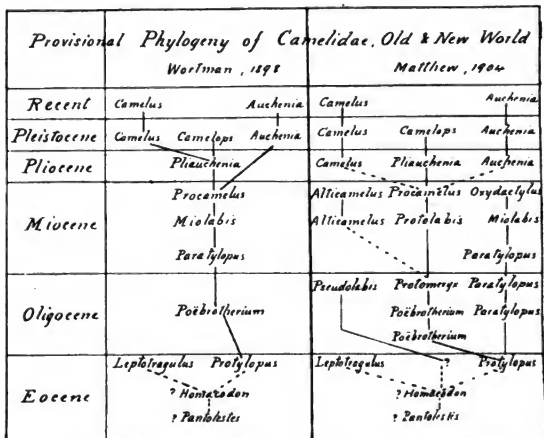 Provisional Phylogeny of Camelidae, Old & New World
Wortman, 1898 Matthew, 1904
Recent Camelus Auchenia Camelus Auchenia
Pleistocene Camelus Camelops Auchenia Camelus Camelops Auchenia
Pliocene Pliauchenia Camelus Pliauchenia Auchenia
Procamelus Alticamelus Procamelus Oxydactylus
Miocene Miolabis Alticamelus Protolabis Miolabis
Paratylopus Paratylopus
Pseudolabis Protomeryx Paratylopus
Oligocene Poëbrotherium Poëbrotherium Paratylopus
Poëbrotherium
Leptotragulus Protylopus Leptotragulus ? Protylopus
Eocene ? Homacodon ? Homacodon
? Pantolestes ? Pantolestis